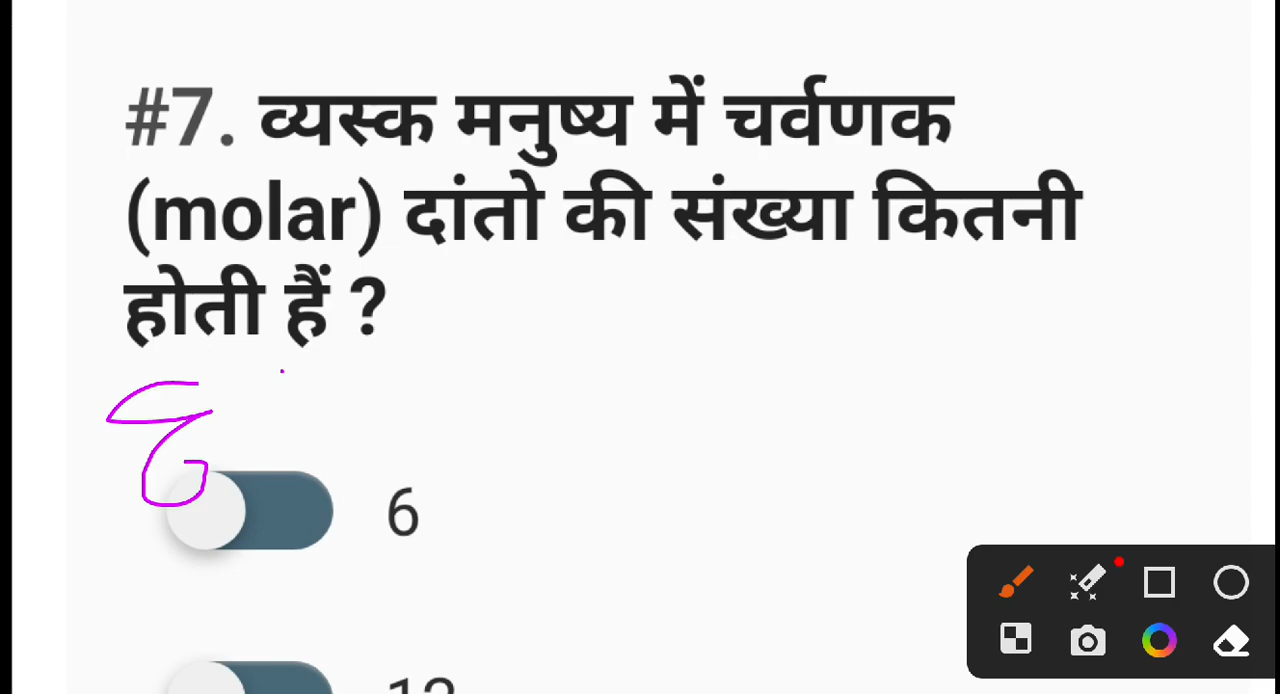 #7. व्यस्क मनुष्य में चर्वणक
(molar) दांतो की संख्या कितनी
होती हैं ?
6